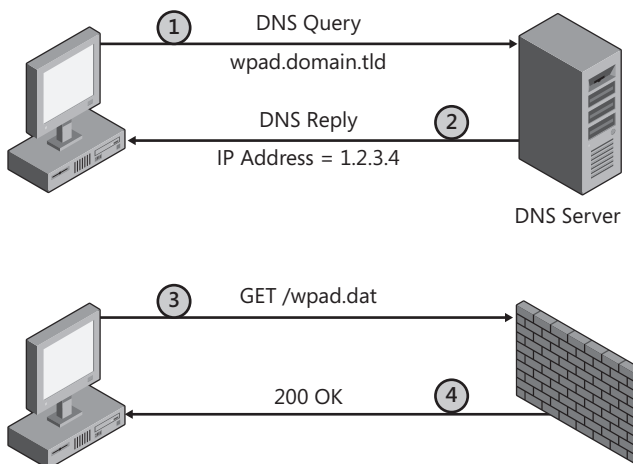 1
DNS Query
wpad.domain.tld
DNS Reply
2
IP Address = 1.2.3.4
DNS Server
3
GET /wpad.dat
200 OK
4